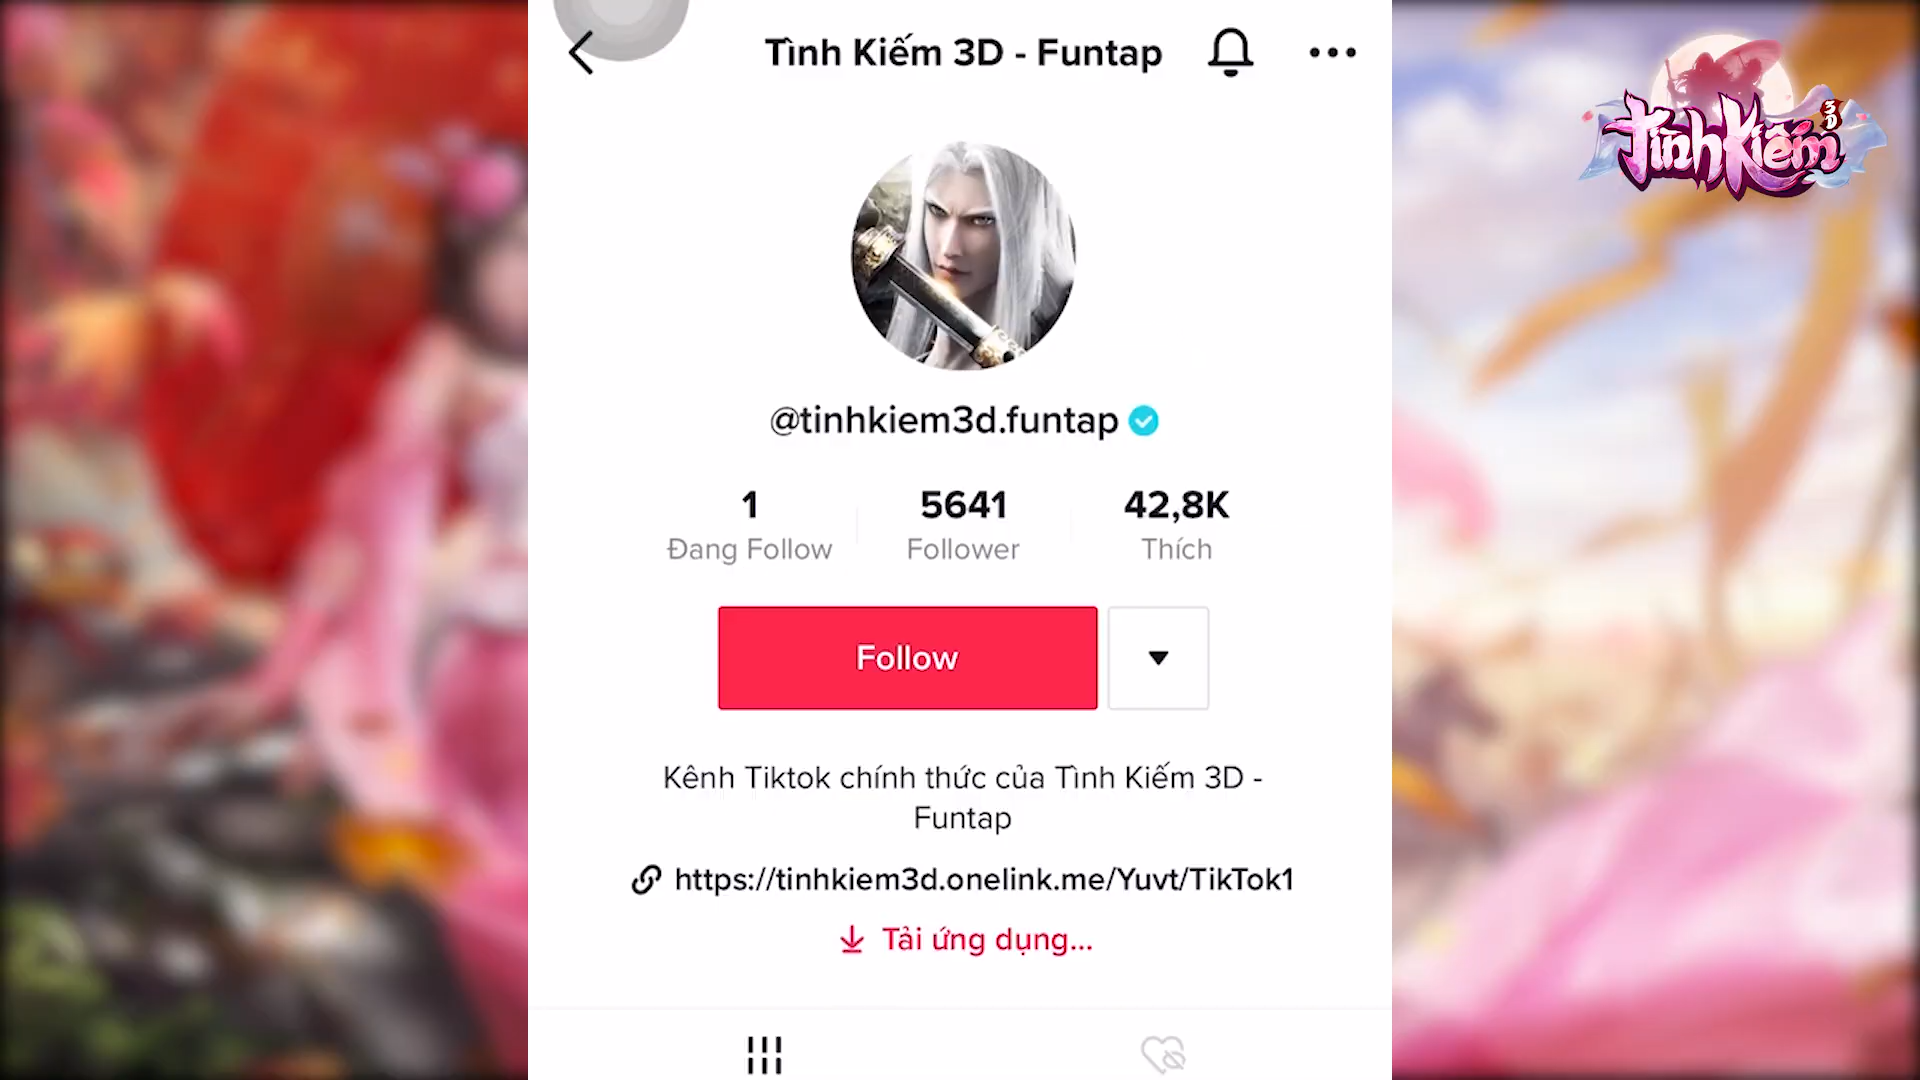 Tình Kiếm 3D - Funtap
Tình Kiếm 3D
@tinhkiem3d.funtap
1 5641 42,8K
Đang Follow Follower Thích
Follow
Kênh Tiktok chính thức của Tình Kiếm 3D -
Funtap
https://tinhkiem3d.onelink.me/Yuvt/TikTok1
Tải ứng dụng...